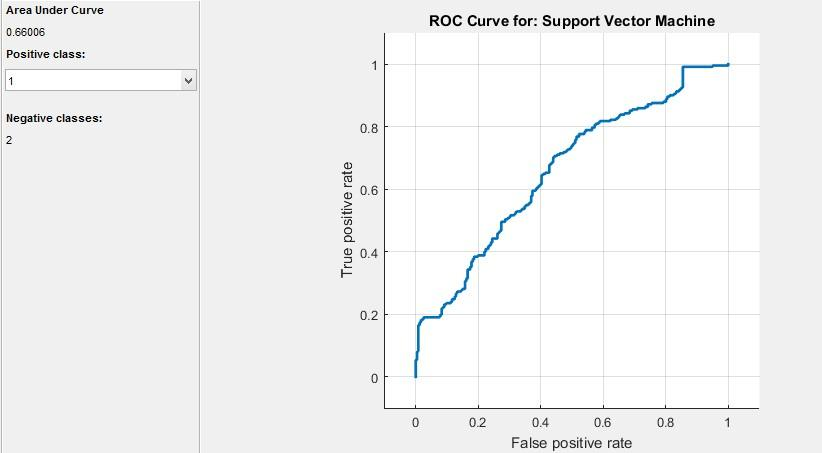 Area Under Curve
0.66006
Positive class:
1
Negative classes:
2
ROC Curve for: Support Vector Machine
True positive rate
1
0.8
0.6
0.4
0.2
0
0 0.2 0.4 0.6 0.8 1
False positive rate